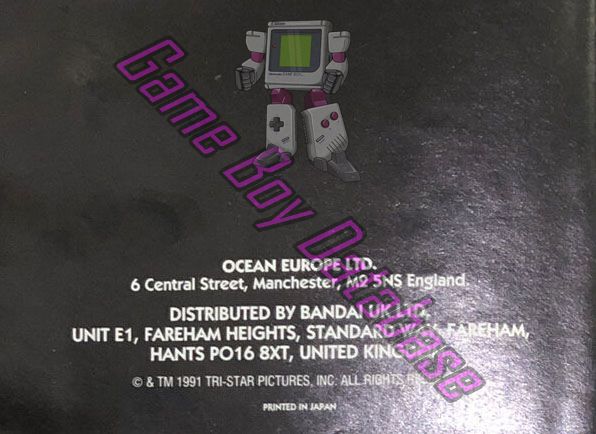 Game Boy Database
OCEAN EUROPE LTD.
6 Central Street, Manchester, M2 5NS England.
DISTRIBUTED BY BANDAI UK LTD.
UNIT E1, FAREHAM HEIGHTS, STANDARD WAY, FAREHAM,
HANTS PO16 8XT, UNITED KINGDOM
© & TM 1991 TRI-STAR PICTURES, INC. ALL RIGHTS
PRINTED IN JAPAN